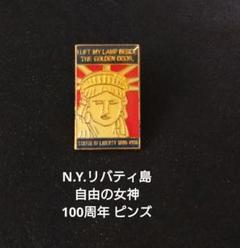 I LIFT MY LAMP BESIDE
THE GOLDEN DOOR.
STATUE OF LIBERTY 1886-1986
N.Y.リバティ島
自由の女神
100周年 ピンズ